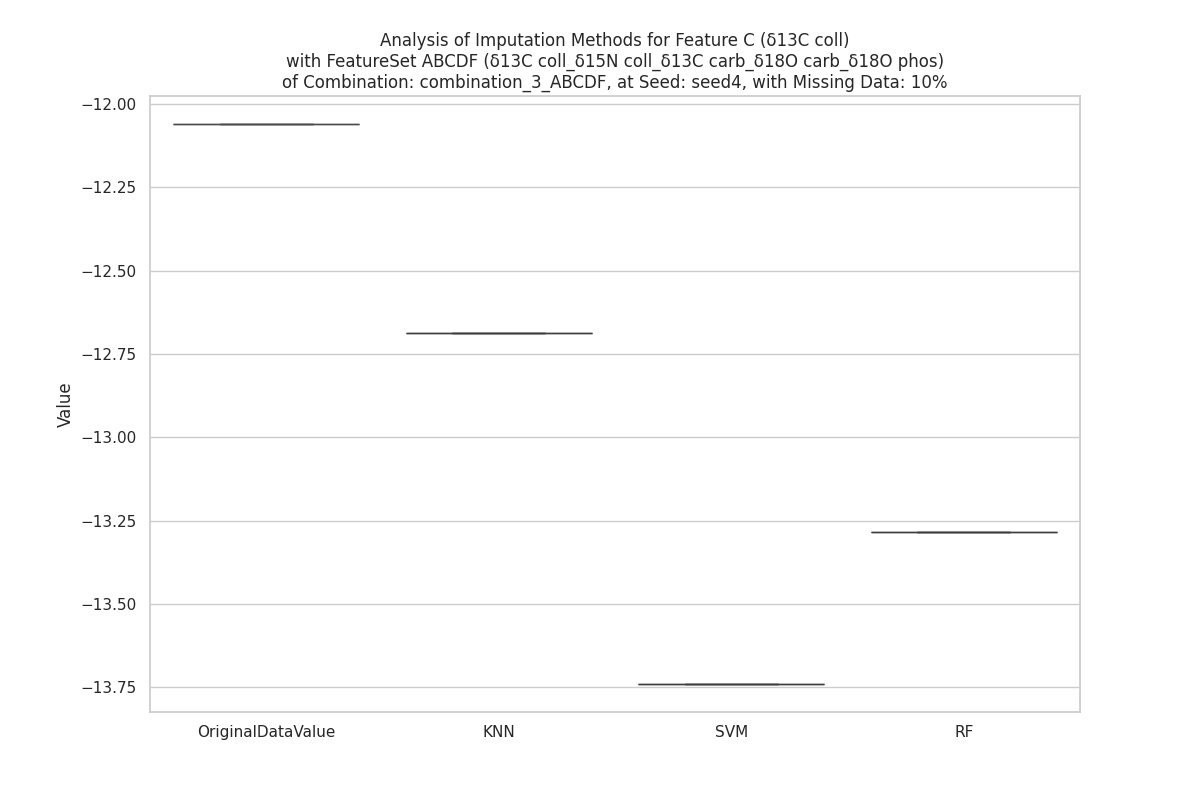 Analysis of Imputation Methods for Feature C (δ13C coll)
with FeatureSet ABCDF (δ13C coll_δ15N coll_δ13C carb_δ18O carb_δ18O phos)
of Combination: combination_3_ABCDF, at Seed: seed4, with Missing Data: 10%
−12.00
−12.25
−12.50
−12.75
−13.00
−13.25
−13.50
−13.75
Value
OriginalDataValue
KNN
SVM
RF